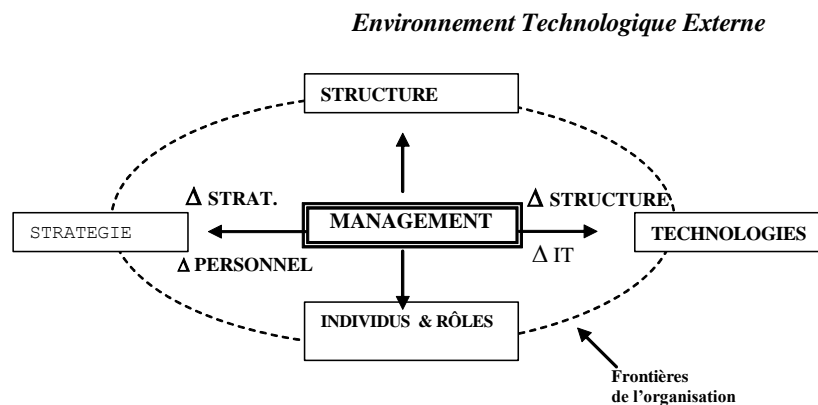 Environnement Technologique Externe
STRUCTURE
Δ STRAT.
Δ STRUCTURE
STRATEGIE
MANAGEMENT
TECHNOLOGIES
Δ PERSONNEL
Δ IT
INDIVIDUS & RÔLES
Frontières
de l'organisation